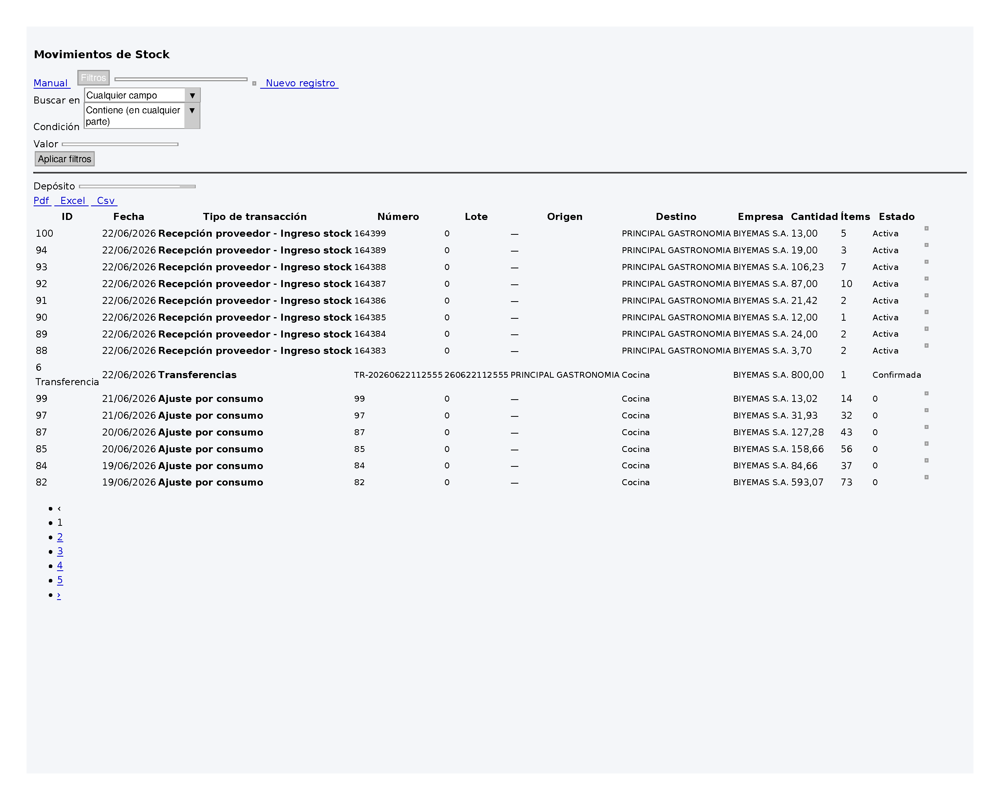 Movimientos de Stock
Manual Filtros Nuevo registro
Buscar en Cualquier campo ▼
Condición Contiene (en cualquier parte) ▼
Valor
Aplicar filtros
Depósito
Pdf Excel Csv
ID Fecha Tipo de transacción Número Lote Origen Destino Empresa Cantidad Ítems Estado
100 22/06/2026 Recepción proveedor - Ingreso stock 164399 0 — PRINCIPAL GASTRONOMIA BIYEMAS S.A. 13,00 5 Activa
94 22/06/2026 Recepción proveedor - Ingreso stock 164389 0 — PRINCIPAL GASTRONOMIA BIYEMAS S.A. 19,00 3 Activa
93 22/06/2026 Recepción proveedor - Ingreso stock 164388 0 — PRINCIPAL GASTRONOMIA BIYEMAS S.A. 106,23 7 Activa
92 22/06/2026 Recepción proveedor - Ingreso stock 164387 0 — PRINCIPAL GASTRONOMIA BIYEMAS S.A. 87,00 10 Activa
91 22/06/2026 Recepción proveedor - Ingreso stock 164386 0 — PRINCIPAL GASTRONOMIA BIYEMAS S.A. 21,42 2 Activa
90 22/06/2026 Recepción proveedor - Ingreso stock 164385 0 — PRINCIPAL GASTRONOMIA BIYEMAS S.A. 12,00 1 Activa
89 22/06/2026 Recepción proveedor - Ingreso stock 164384 0 — PRINCIPAL GASTRONOMIA BIYEMAS S.A. 24,00 2 Activa
88 22/06/2026 Recepción proveedor - Ingreso stock 164383 0 — PRINCIPAL GASTRONOMIA BIYEMAS S.A. 3,70 2 Activa
6 Transferencia 22/06/2026 Transferencias TR-20260622112555 260622112555 PRINCIPAL GASTRONOMIA Cocina BIYEMAS S.A. 800,00 1 Confirmada
99 21/06/2026 Ajuste por consumo 99 0 — Cocina BIYEMAS S.A. 13,02 14 0
97 21/06/2026 Ajuste por consumo 97 0 — Cocina BIYEMAS S.A. 31,93 32 0
87 20/06/2026 Ajuste por consumo 87 0 — Cocina BIYEMAS S.A. 127,28 43 0
85 20/06/2026 Ajuste por consumo 85 0 — Cocina BIYEMAS S.A. 158,66 56 0
84 19/06/2026 Ajuste por consumo 84 0 — Cocina BIYEMAS S.A. 84,66 37 0
82 19/06/2026 Ajuste por consumo 82 0 — Cocina BIYEMAS S.A. 593,07 73 0
• ‹
• 1
• 2
• 3
• 4
• 5
• ›